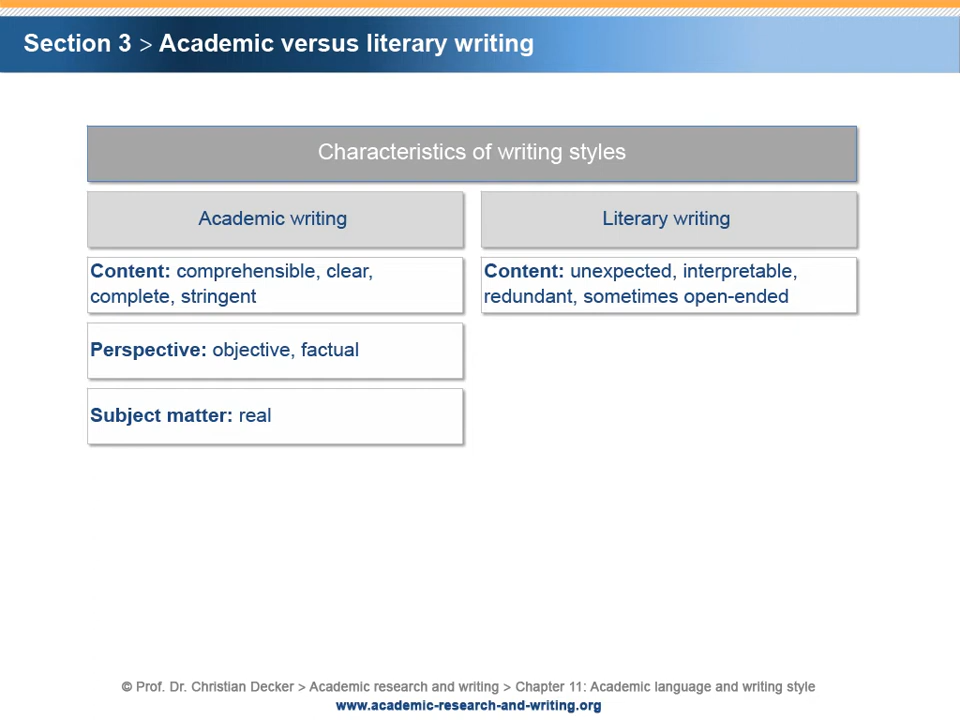 Section 3 > Academic versus literary writing
Characteristics of writing styles
Academic writing
Literary writing
Content: comprehensible, clear,
complete, stringent
Content: unexpected, interpretable,
redundant, sometimes open-ended
Perspective: objective, factual
Subject matter: real
© Prof. Dr. Christian Decker > Academic research and writing > Chapter 11: Academic language and writing style
www.academic-research-and-writing.org